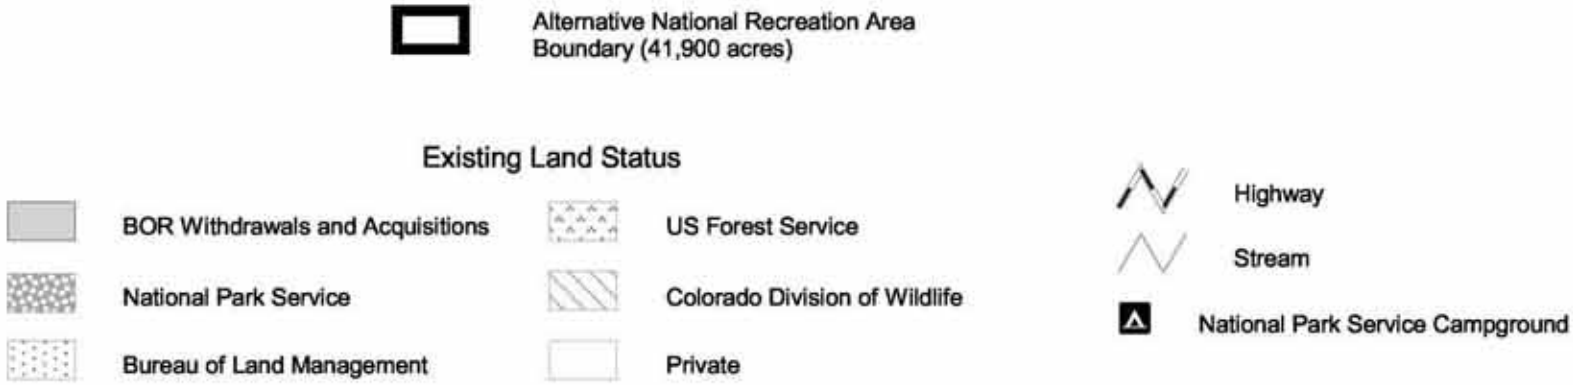 Alternative National Recreation Area
Boundary (41,900 acres)
Existing Land Status
BOR Withdrawals and Acquisitions
National Park Service
Bureau of Land Management
US Forest Service
Colorado Division of Wildlife
Private
Highway
Stream
National Park Service Campground